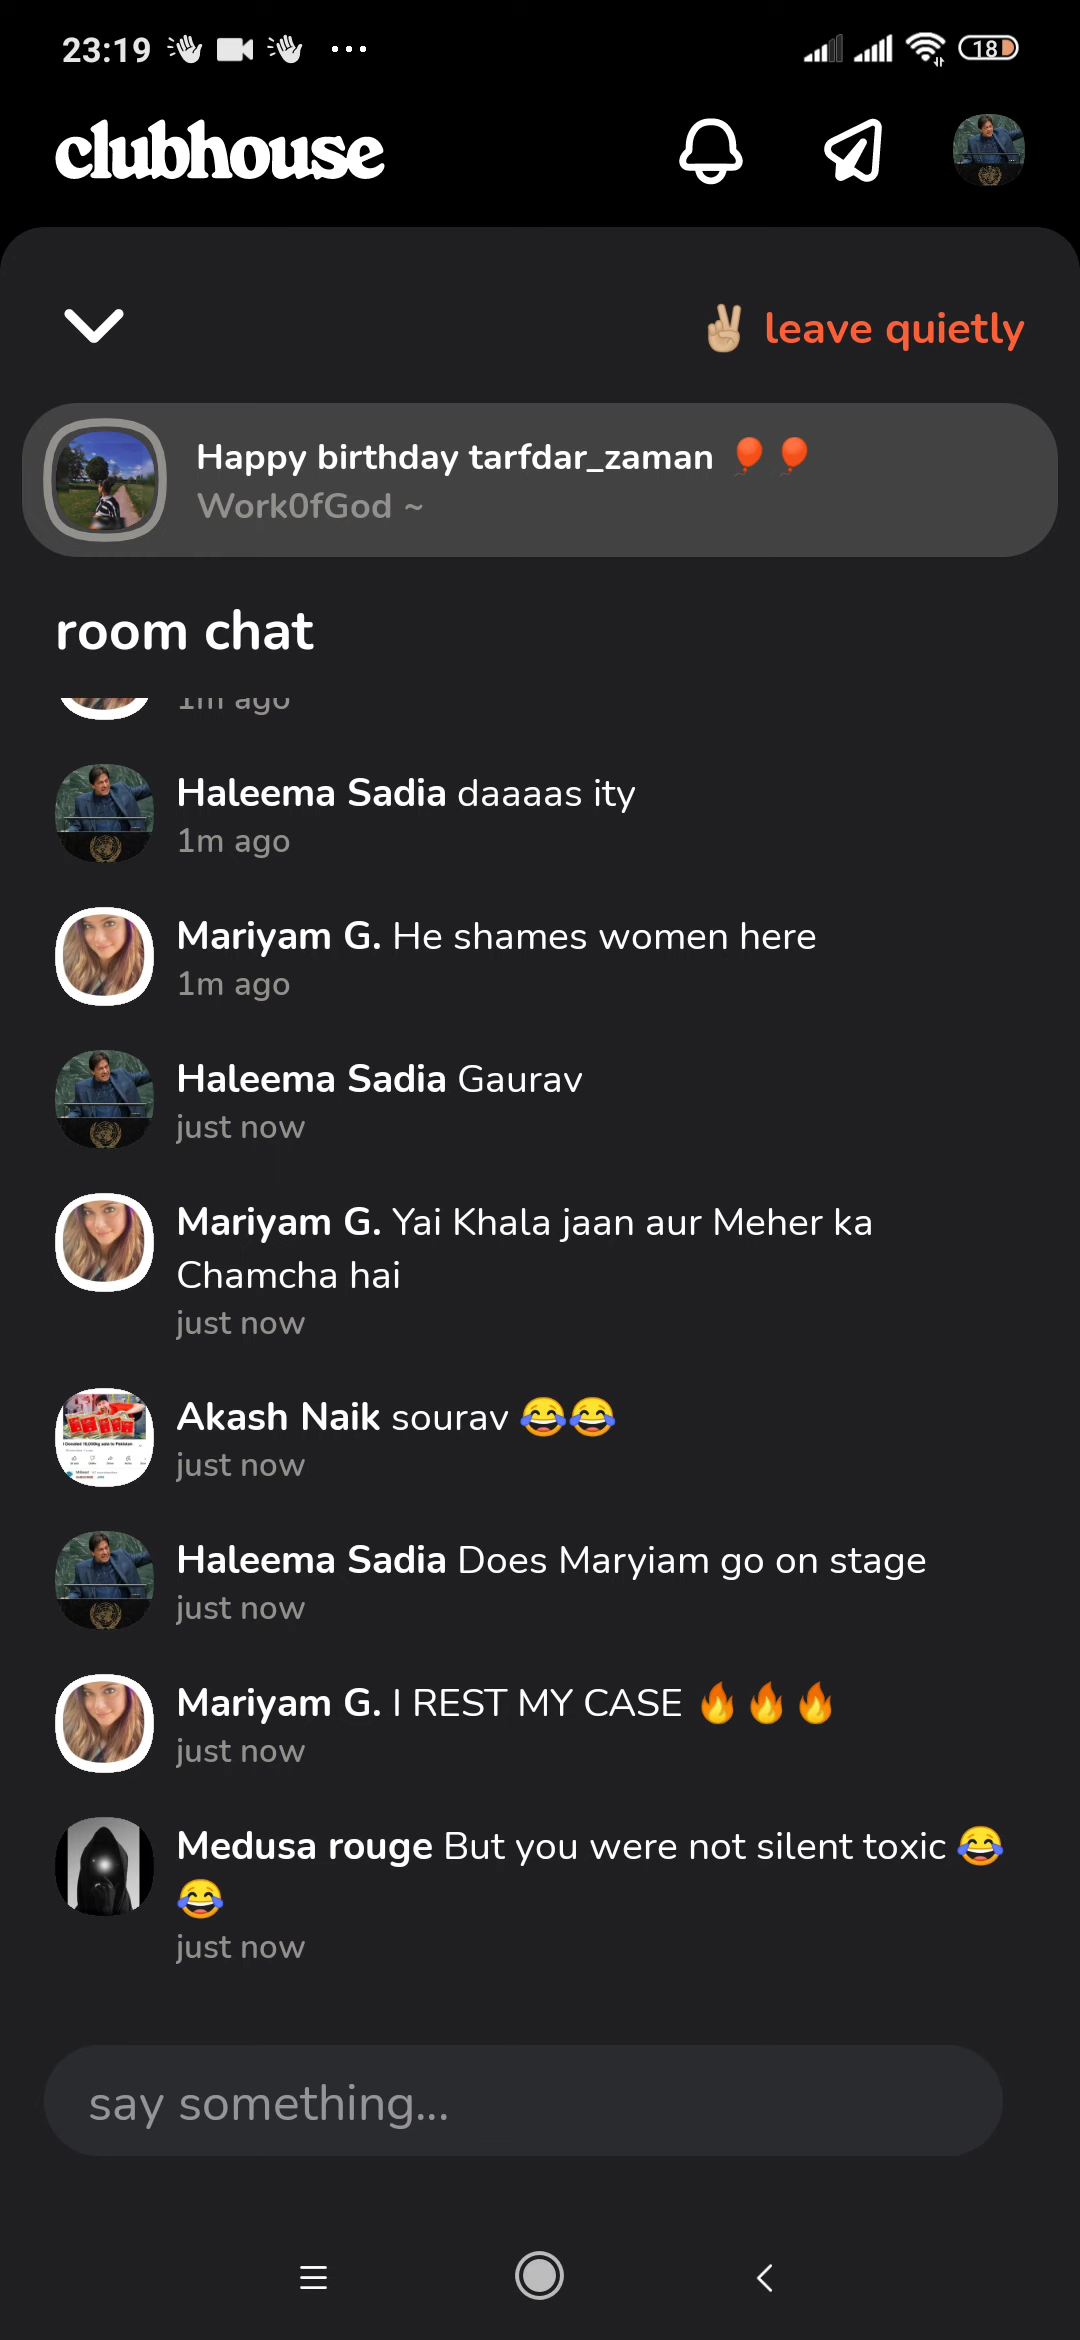 23:19
18
clubhouse
✌🏼 leave quietly
Happy birthday tarfdar_zaman 🎈🎈
Work0fGod ~
room chat
1m ago
Haleema Sadia daaaas ity
1m ago
Mariyam G. He shames women here
1m ago
Haleema Sadia Gaurav
just now
Mariyam G. Yai Khala jaan aur Meher ka
Chamcha hai
just now
Akash Naik sourav 😂😂
just now
Haleema Sadia Does Maryiam go on stage
just now
Mariyam G. I REST MY CASE 🔥🔥🔥
just now
Medusa rouge But you were not silent toxic 😂
😂
just now
say something...